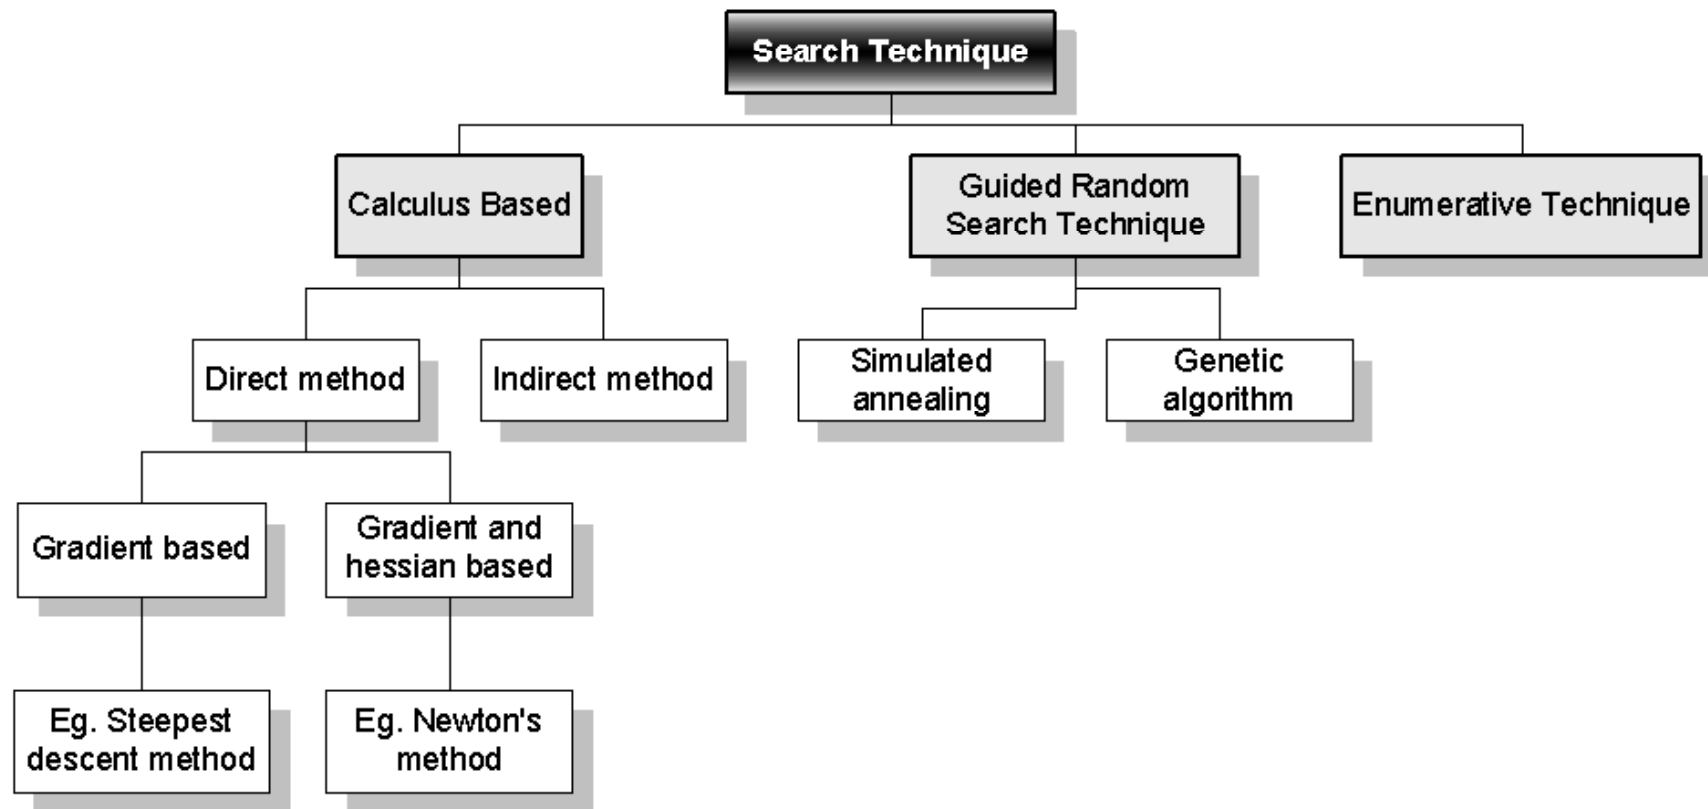 Search Technique
Calculus Based
Guided Random
Search Technique
Enumerative Technique
Direct method
Indirect method
Simulated
annealing
Genetic
algorithm
Gradient based
Gradient and
hessian based
Eg. Steepest
descent method
Eg. Newton's
method